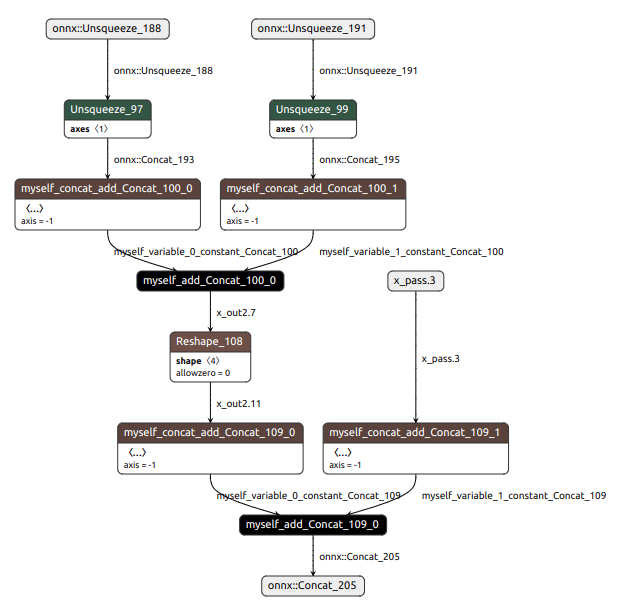 onnx::Unsqueeze_188
onnx::Unsqueeze_191
onnx::Unsqueeze_188
onnx::Unsqueeze_191
Unsqueeze_97
axes 〈1〉
Unsqueeze_99
axes 〈1〉
onnx::Concat_193
onnx::Concat_195
myself_concat_add_Concat_100_0
〈...〉
axis = -1
myself_concat_add_Concat_100_1
〈...〉
axis = -1
myself_variable_0_constant_Concat_100
myself_variable_1_constant_Concat_100
myself_add_Concat_100_0
x_pass.3
x_out2.7
Reshape_108
shape 〈4〉
allowzero = 0
x_pass.3
x_out2.11
myself_concat_add_Concat_109_0
〈...〉
axis = -1
myself_concat_add_Concat_109_1
〈...〉
axis = -1
myself_variable_0_constant_Concat_109
myself_variable_1_constant_Concat_109
myself_add_Concat_109_0
onnx::Concat_205
onnx::Concat_205